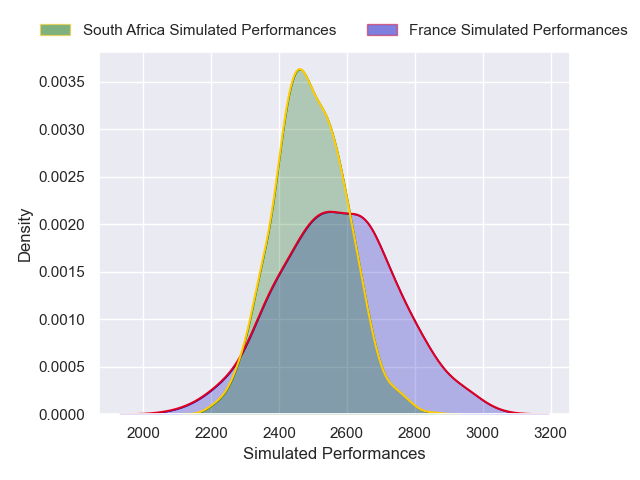 South Africa Simulated Performances France Simulated Performances
0.0035
0.0030
0.0025
0.0020
0.0015
0.0010
0.0005
0.0000
Density
2000 2200 2400 2600 2800 3000 3200
Simulated Performances